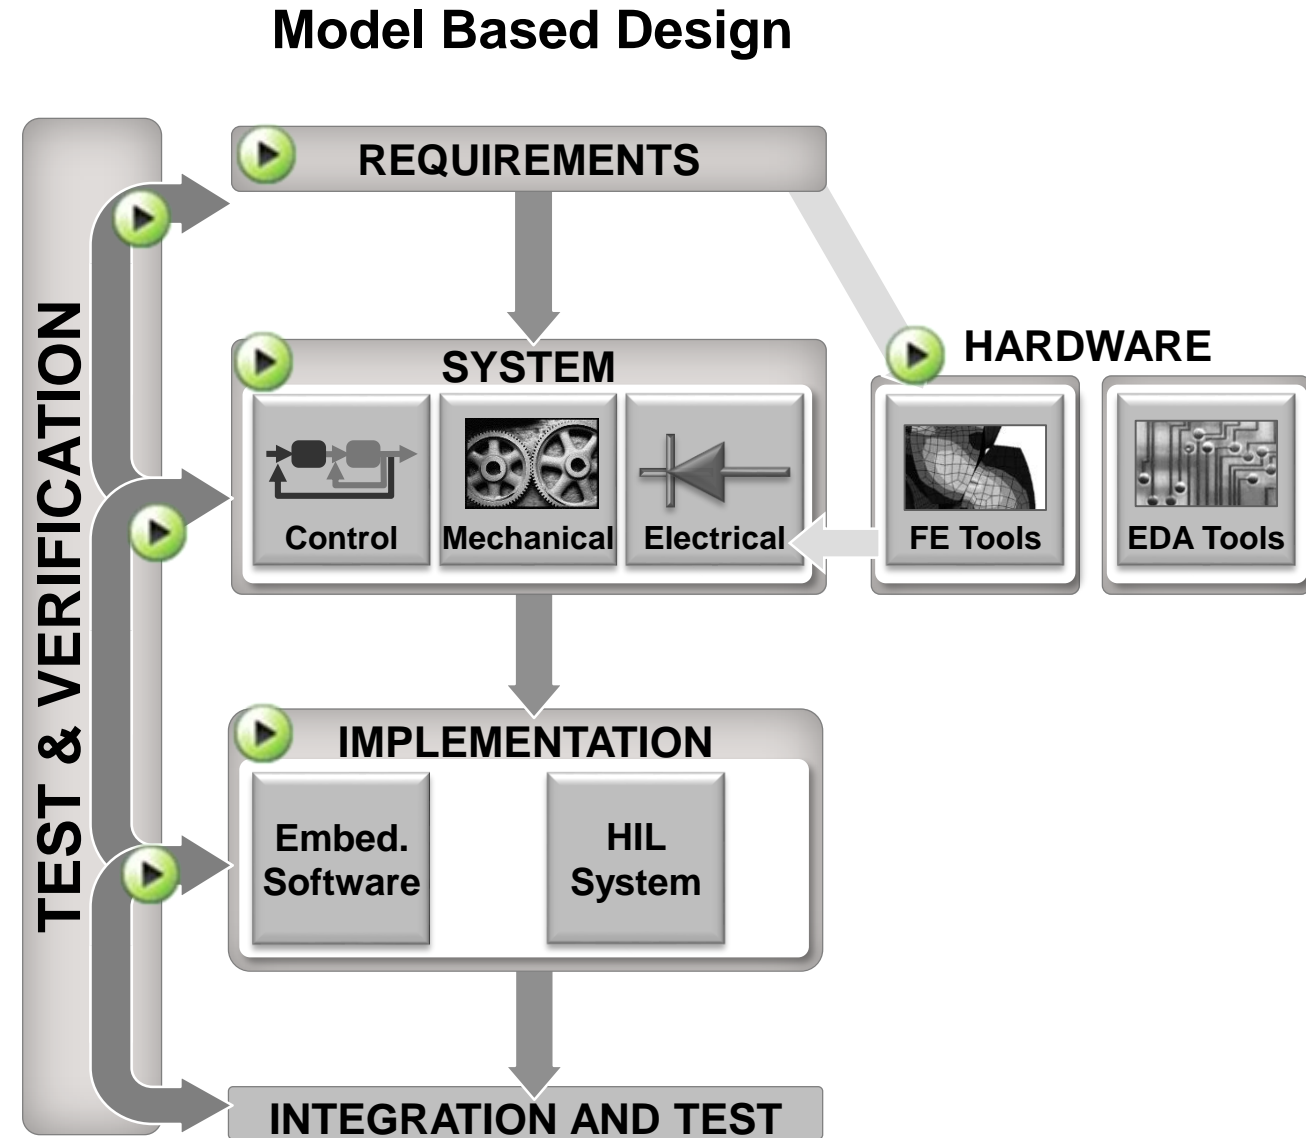 Model Based Design
REQUIREMENTS
TEST & VERIFICATION
HARDWARE
SYSTEM
Control
Mechanical
Electrical
FE Tools
EDA Tools
IMPLEMENTATION
Embed.
Software
HIL
System
INTEGRATION AND TEST